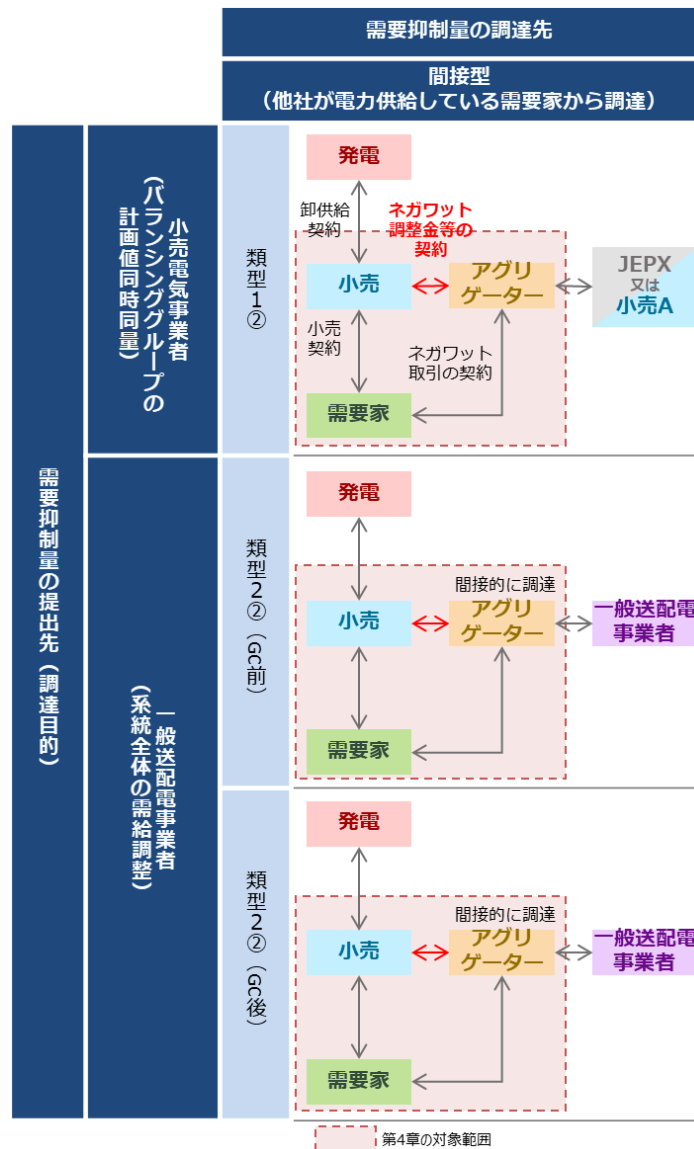 需要抑制量の調達先
間接型
（他社が電力供給している需要家から調達）
需要抑制量の提出先（調達目的）
小売電気事業者
（バランシンググループの
計画値同時同量）
類型1②
発電
卸供給
契約
ネガワット
調整金等の
契約
小売
アグリ
ゲーター
JEPX
又は
小売A
小売
契約
ネガワット
取引の契約
需要家
一般送配電事業者
（系統全体の需給調整）
類型2②（GC前）
発電
間接的に調達
小売
アグリ
ゲーター
一般送配電
事業者
需要家
類型2②（GC後）
発電
間接的に調達
小売
アグリ
ゲーター
一般送配電
事業者
需要家
第4章の対象範囲